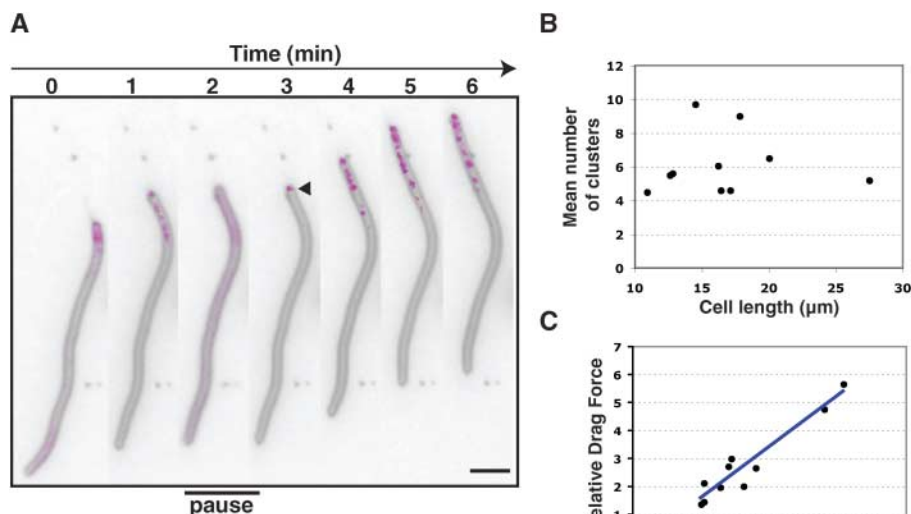 A
Time (min)
0 1 2 3 4 5 6
pause
B
Mean number
of clusters
12
10
8
6
4
2
0
10 15 20 25 30
Cell length (µm)
C
elative Drag Force
7
6
5
4
3
2
1